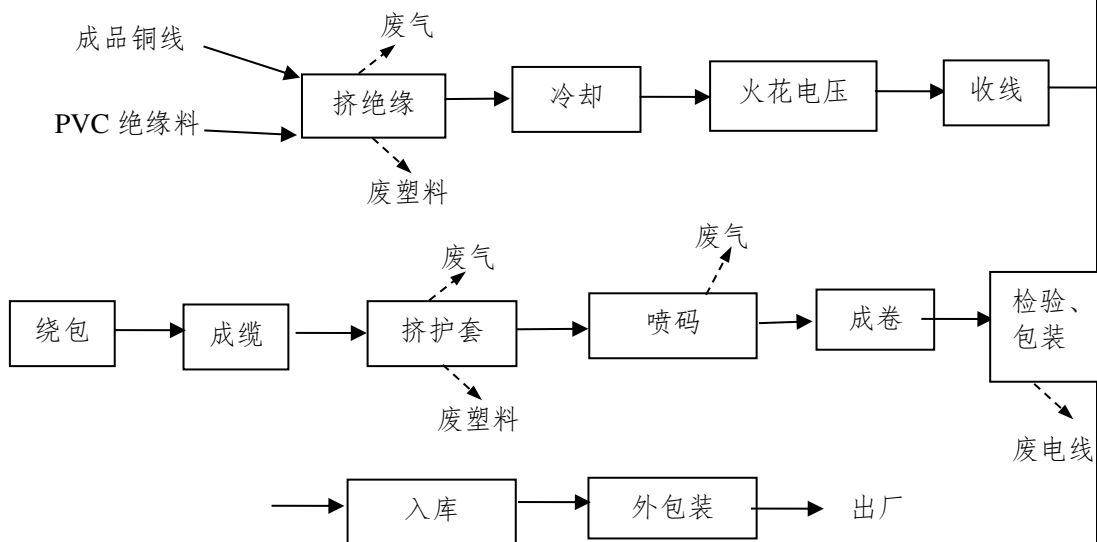 废气
成品铜线
挤绝缘
冷却
火花电压
收线
PVC 绝缘料
废塑料
废气
废气
绕包
成缆
挤护套
喷码
成卷
检验、
包装
废塑料
废电线
入库
外包装
出厂